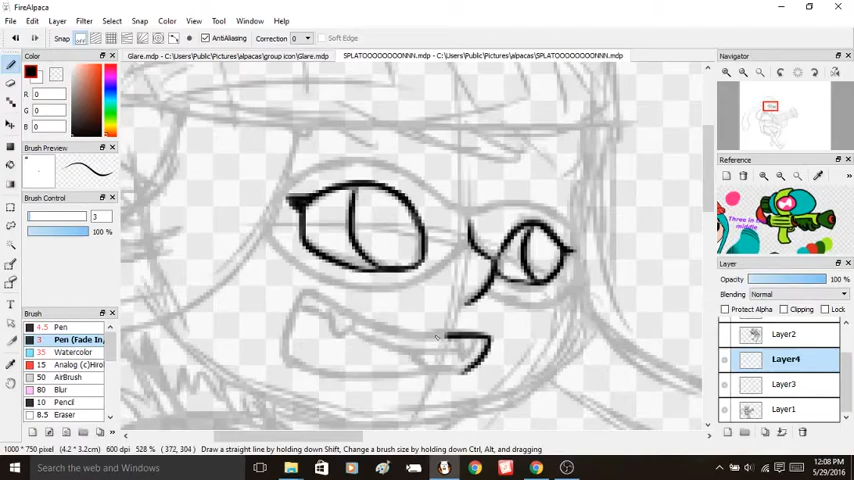 FireAlpaca
File Edit Layer Filters Select Snap Color View Tool Window Help
Snap off AntiAliasing Correction 0 Soft Edge
Color
Glare.mdp - C:\Users\Public\Pictures\alpacas\group icon\Glare.mdp
SPLATOOOOOOOONNN.mdp - C:\Users\Public\Pictures\alpacas\SPLATOOOOOOOONNN.mdp
Navigator
R 0
G 0
B 0
Brush Preview
Reference
Three in
middle
Brush Control
3
100 %
Layer
Opacity 100 %
Blending Normal
Protect Alpha Clipping Lock
Layer2
Layer4
Layer3
Layer1
Brush
4.5 Pen
3 Pen (Fade In,
35 Watercolor
15 Analog (c)Hirol
50 AirBrush
80 Blur
10 Pencil
8.5 Eraser
1000 * 750 pixel (4.2 * 3.2cm) 600 dpi 528 % (372, 304) Draw a straight line by holding down Shift, Change a brush size by holding down Ctrl, Alt, and dragging
Search the web and Windows
12:08 PM
5/29/2016